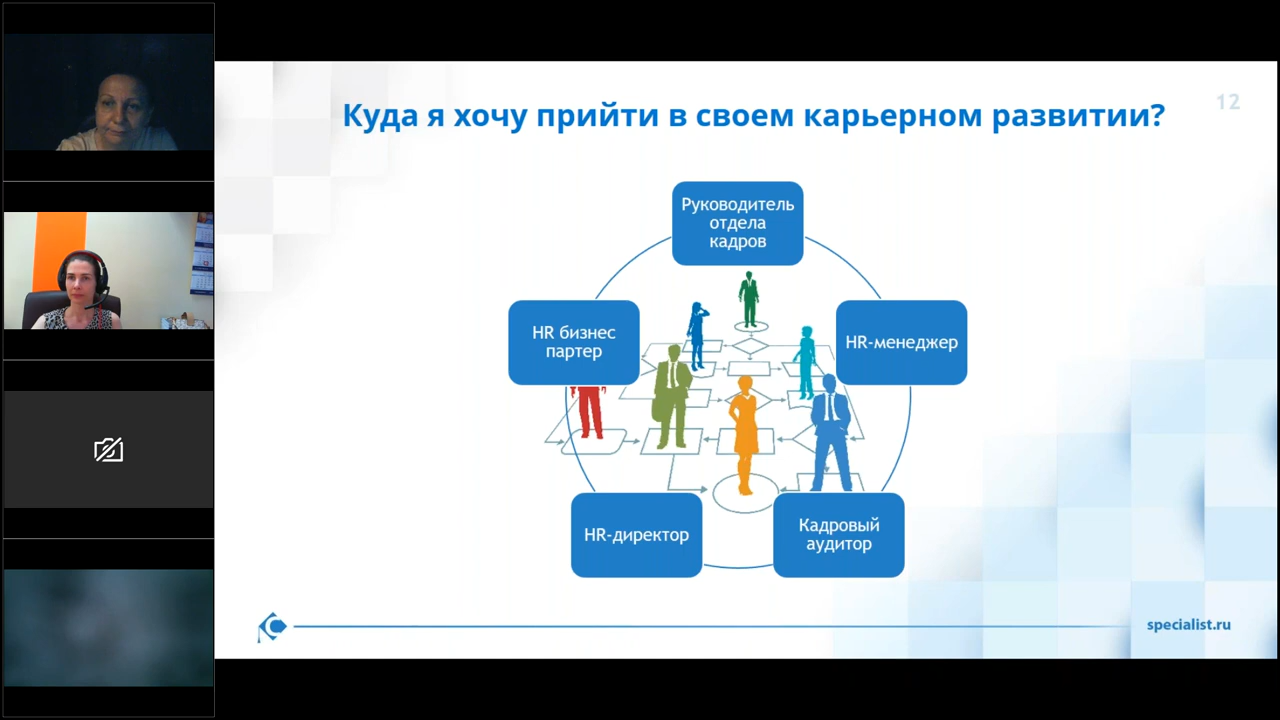 Куда я хочу прийти в своем карьерном развитии?
12
Руководитель
отдела
кадров
HR бизнес
партер
HR-менеджер
HR-директор
Кадровый
аудитор
specialist.ru